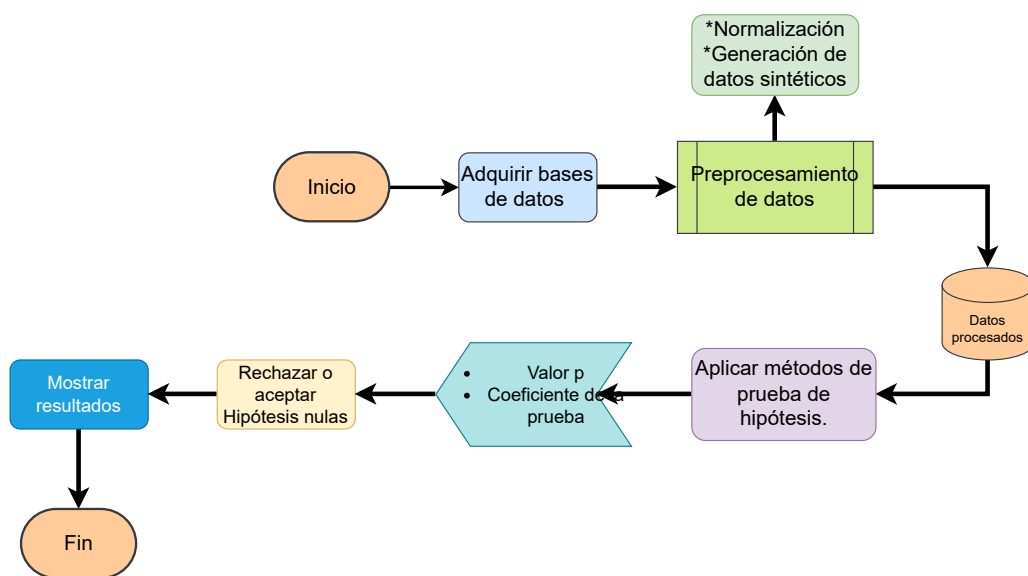 *Normalización
*Generación de
datos sintéticos
Inicio
Adquirir bases
de datos
Preprocesamiento
de datos
Datos
procesados
Aplicar métodos de
prueba de
hipótesis.
• Valor p
• Coeficiente de la
prueba
Rechazar o
aceptar
Hipótesis nulas
Mostrar
resultados
Fin